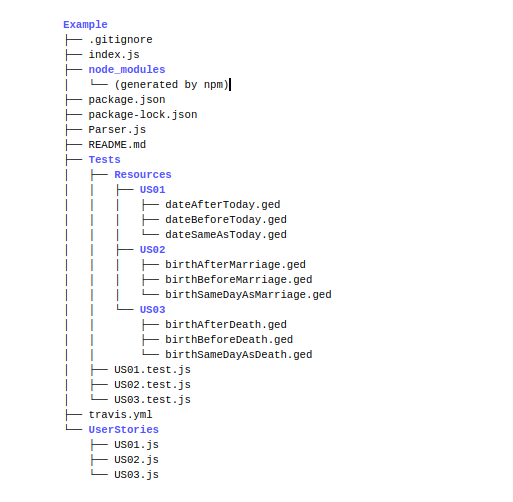 Example
├── .gitignore
├── index.js
├── node_modules
│   └── (generated by npm)
├── package.json
├── package-lock.json
├── Parser.js
├── README.md
├── Tests
│   ├── Resources
│   │   ├── US01
│   │   │   ├── dateAfterToday.ged
│   │   │   ├── dateBeforeToday.ged
│   │   │   └── dateSameAsToday.ged
│   │   ├── US02
│   │   │   ├── birthAfterMarriage.ged
│   │   │   ├── birthBeforeMarriage.ged
│   │   │   └── birthSameDayAsMarriage.ged
│   │   └── US03
│   │       ├── birthAfterDeath.ged
│   │       ├── birthBeforeDeath.ged
│   │       └── birthSameDayAsDeath.ged
│   ├── US01.test.js
│   ├── US02.test.js
│   └── US03.test.js
├── travis.yml
└── UserStories
    ├── US01.js
    ├── US02.js
    └── US03.js